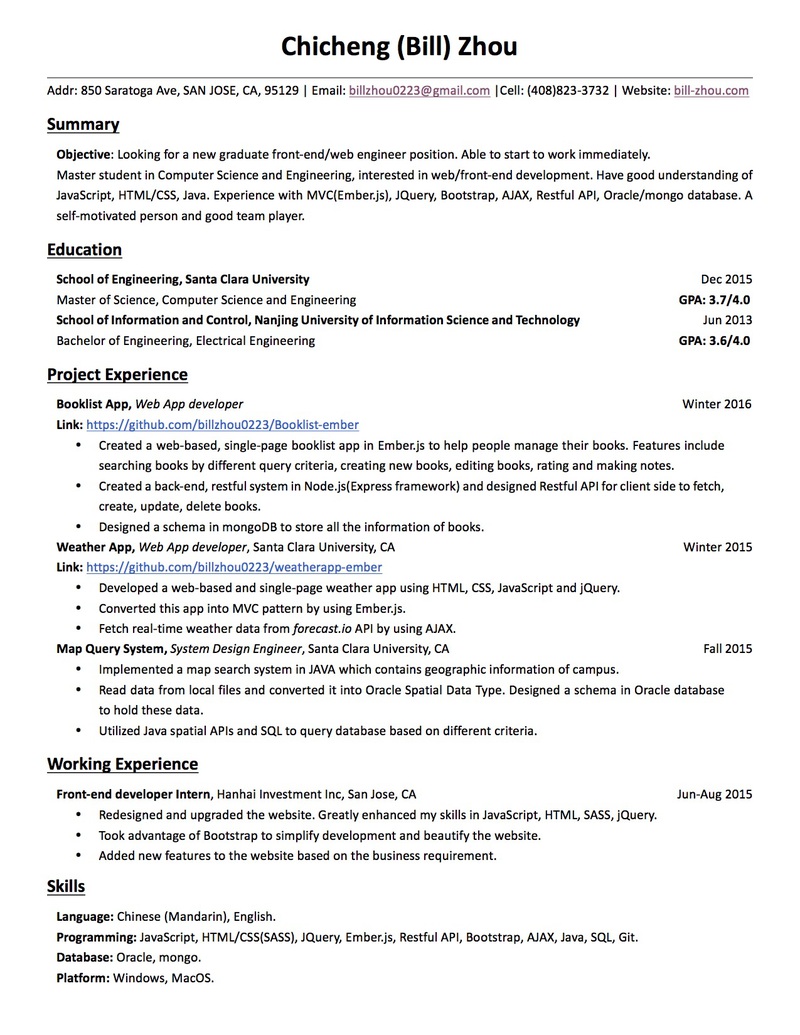 Chicheng (Bill) Zhou
Addr: 850 Saratoga Ave, SAN JOSE, CA, 95129 | Email: billzhou0223@gmail.com |Cell: (408)823-3732 | Website: bill-zhou.com
Summary
Objective: Looking for a new graduate front-end/web engineer position. Able to start to work immediately.
Master student in Computer Science and Engineering, interested in web/front-end development. Have good understanding of
JavaScript, HTML/CSS, Java. Experience with MVC(Ember.js), JQuery, Bootstrap, AJAX, Restful API, Oracle/mongo database. A
self-motivated person and good team player.
Education
School of Engineering, Santa Clara University Dec 2015
Master of Science, Computer Science and Engineering GPA: 3.7/4.0
School of Information and Control, Nanjing University of Information Science and Technology Jun 2013
Bachelor of Engineering, Electrical Engineering GPA: 3.6/4.0
Project Experience
Booklist App, Web App developer Winter 2016
Link: https://github.com/billzhou0223/Booklist-ember
• Created a web-based, single-page booklist app in Ember.js to help people manage their books. Features include
searching books by different query criteria, creating new books, editing books, rating and making notes.
• Created a back-end, restful system in Node.js(Express framework) and designed Restful API for client side to fetch,
create, update, delete books.
• Designed a schema in mongoDB to store all the information of books.
Weather App, Web App developer, Santa Clara University, CA Winter 2015
Link: https://github.com/billzhou0223/weatherapp-ember
• Developed a web-based and single-page weather app using HTML, CSS, JavaScript and jQuery.
• Converted this app into MVC pattern by using Ember.js.
• Fetch real-time weather data from forecast.io API by using AJAX.
Map Query System, System Design Engineer, Santa Clara University, CA Fall 2015
• Implemented a map search system in JAVA which contains geographic information of campus.
• Read data from local files and converted it into Oracle Spatial Data Type. Designed a schema in Oracle database
to hold these data.
• Utilized Java spatial APIs and SQL to query database based on different criteria.
Working Experience
Front-end developer Intern, Hanhai Investment Inc, San Jose, CA Jun-Aug 2015
• Redesigned and upgraded the website. Greatly enhanced my skills in JavaScript, HTML, SASS, jQuery.
• Took advantage of Bootstrap to simplify development and beautify the website.
• Added new features to the website based on the business requirement.
Skills
Language: Chinese (Mandarin), English.
Programming: JavaScript, HTML/CSS(SASS), JQuery, Ember.js, Restful API, Bootstrap, AJAX, Java, SQL, Git.
Database: Oracle, mongo.
Platform: Windows, MacOS.